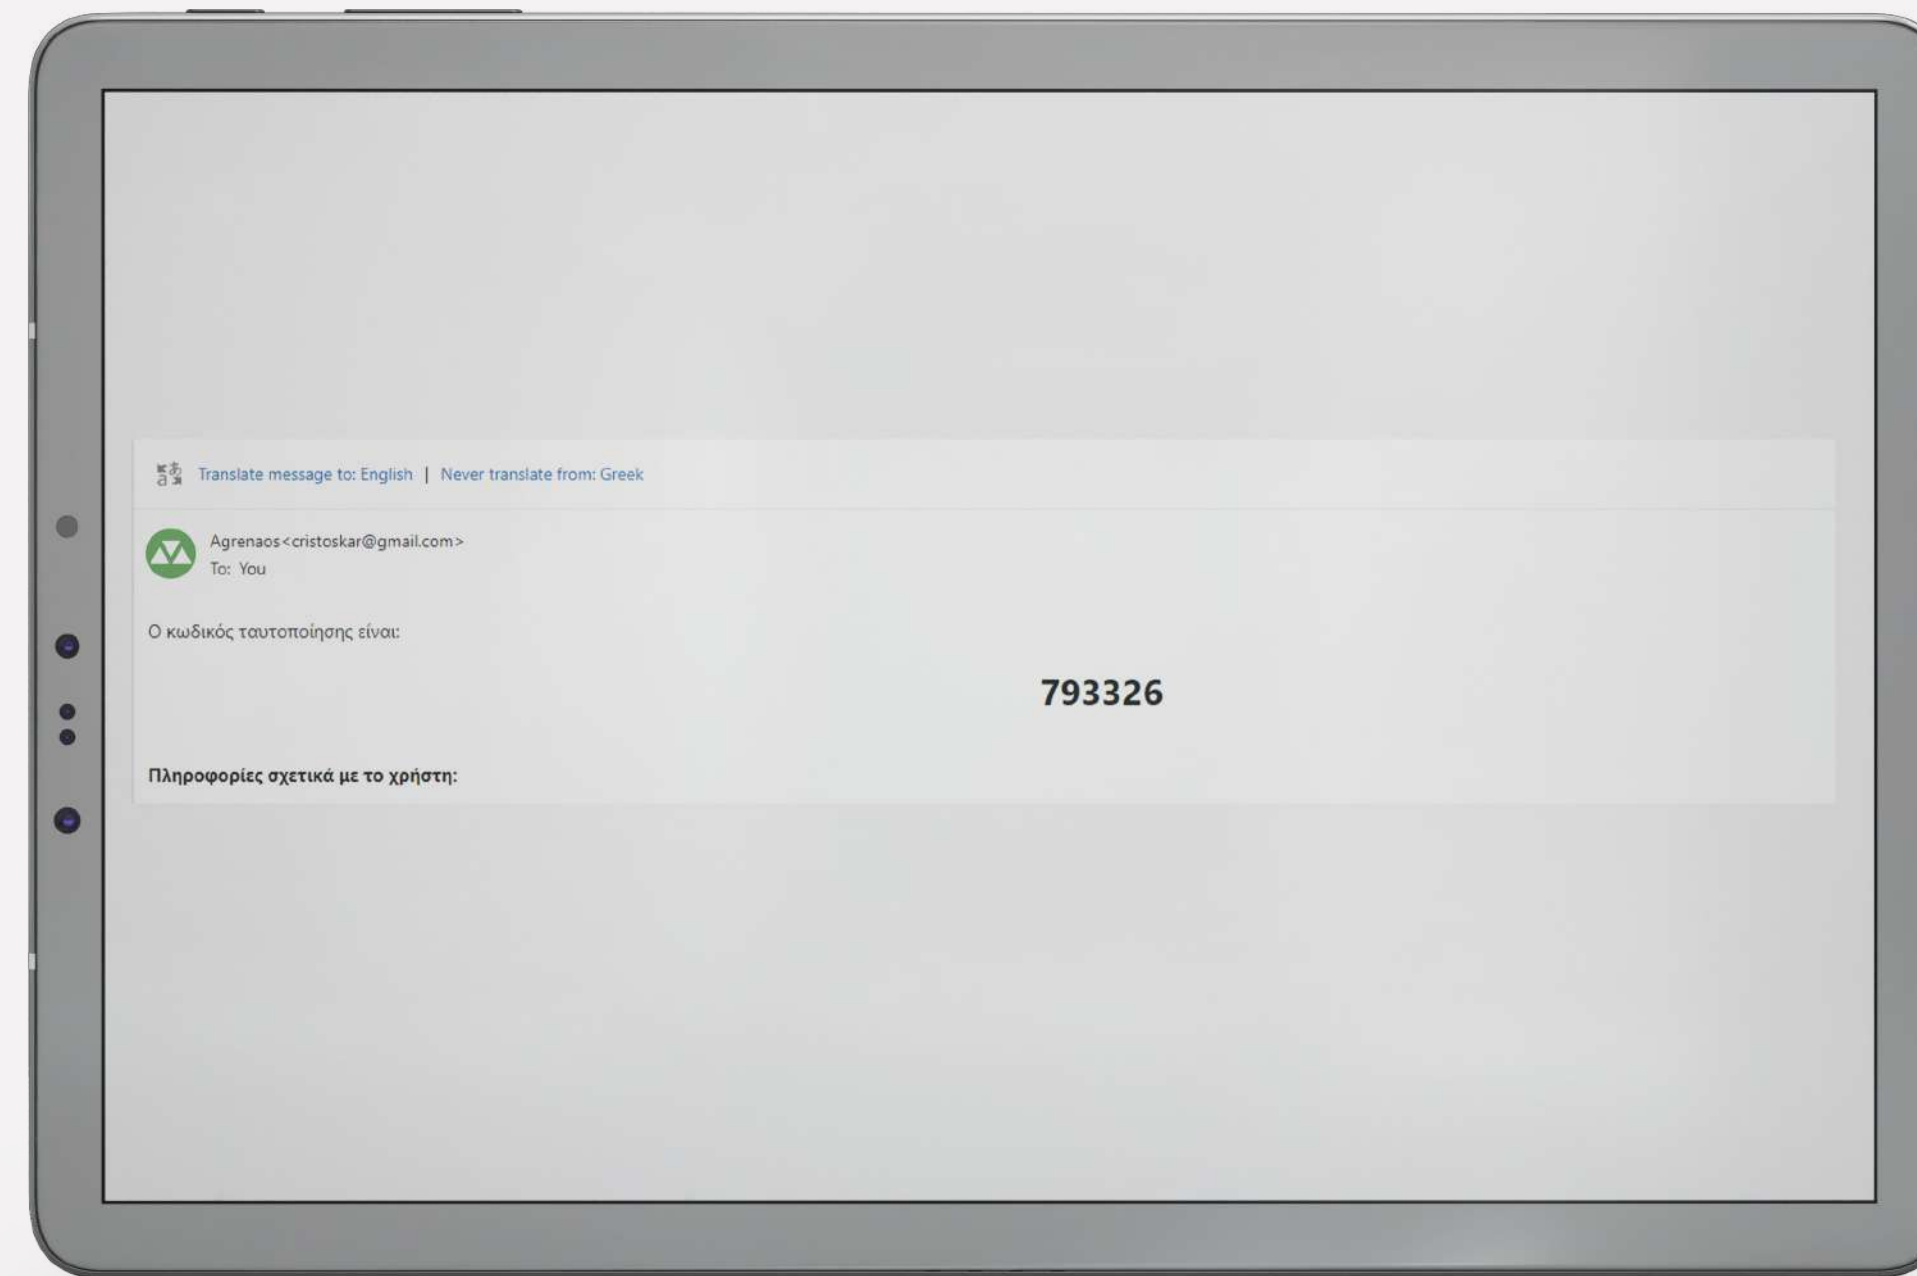 Translate message to: English | Never translate from: Greek
Agrenaos<cristoskar@gmail.com>
To: You
Ο κωδικός ταυτοποίησης είναι:
793326
Πληροφορίες σχετικά με το χρήστη: